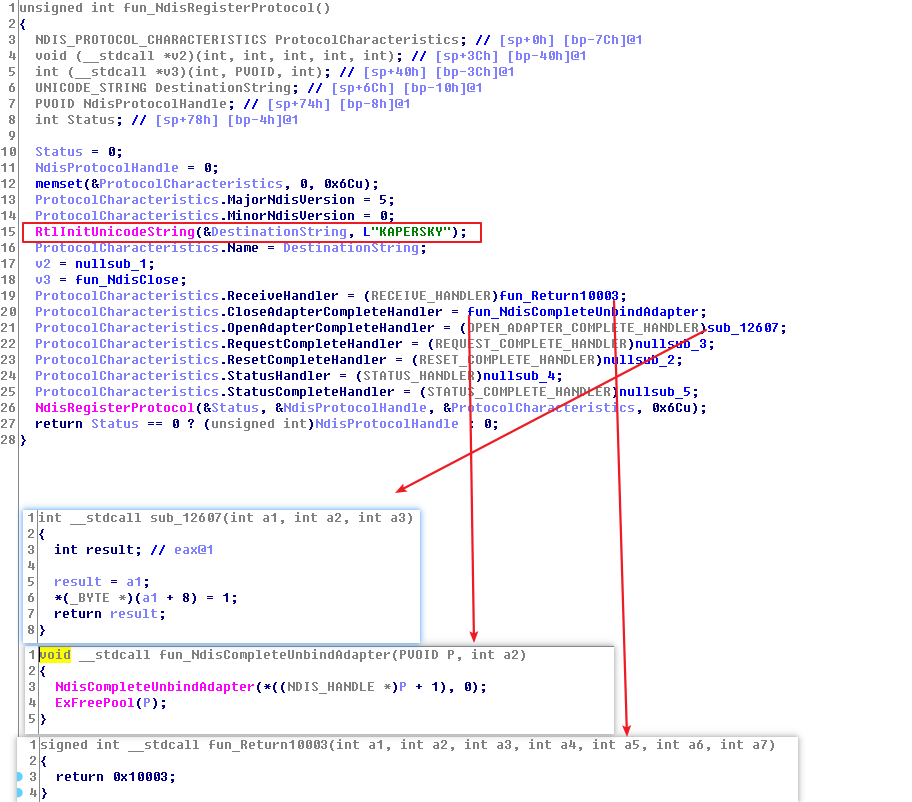 1 unsigned int fun_NdisRegisterProtocol()
2 {
3 NDIS_PROTOCOL_CHARACTERISTICS ProtocolCharacteristics; // [sp+0h] [bp-7Ch]@1
4 void (__stdcall *v2)(int, int, int, int, int); // [sp+3Ch] [bp-40h]@1
5 int (__stdcall *v3)(int, PVOID, int); // [sp+40h] [bp-3Ch]@1
6 UNICODE_STRING DestinationString; // [sp+6Ch] [bp-10h]@1
7 PVOID NdisProtocolHandle; // [sp+74h] [bp-8h]@1
8 int Status; // [sp+78h] [bp-4h]@1
9
10 Status = 0;
11 NdisProtocolHandle = 0;
12 memset(&ProtocolCharacteristics, 0, 0x6Cu);
13 ProtocolCharacteristics.MajorNdisVersion = 5;
14 ProtocolCharacteristics.MinorNdisVersion = 0;
15 RtlInitUnicodeString(&DestinationString, L"KAPERSKY");
16 ProtocolCharacteristics.Name = DestinationString;
17 v2 = nullsub_1;
18 v3 = fun_NdisClose;
19 ProtocolCharacteristics.ReceiveHandler = (RECEIVE_HANDLER)fun_Return10003;
20 ProtocolCharacteristics.CloseAdapterCompleteHandler = fun_NdisCompleteUnbindAdapter;
21 ProtocolCharacteristics.OpenAdapterCompleteHandler = (OPEN_ADAPTER_COMPLETE_HANDLER)sub_12607;
22 ProtocolCharacteristics.RequestCompleteHandler = (REQUEST_COMPLETE_HANDLER)nullsub_3;
23 ProtocolCharacteristics.ResetCompleteHandler = (RESET_COMPLETE_HANDLER)nullsub_2;
24 ProtocolCharacteristics.StatusHandler = (STATUS_HANDLER)nullsub_4;
25 ProtocolCharacteristics.StatusCompleteHandler = (STATUS_COMPLETE_HANDLER)nullsub_5;
26 NdisRegisterProtocol(&Status, &NdisProtocolHandle, &ProtocolCharacteristics, 0x6Cu);
27 return Status == 0 ? (unsigned int)NdisProtocolHandle : 0;
28 }
1 int __stdcall sub_12607(int a1, int a2, int a3)
2 {
3 int result; // eax@1
4
5 result = a1;
6 *(_BYTE *)(a1 + 8) = 1;
7 return result;
8 }
1 void __stdcall fun_NdisCompleteUnbindAdapter(PVOID P, int a2)
2 {
3 NdisCompleteUnbindAdapter(*((NDIS_HANDLE *)P + 1), 0);
4 ExFreePool(P);
5 }
1 signed int __stdcall fun_Return10003(int a1, int a2, int a3, int a4, int a5, int a6, int a7)
2 {
3 return 0x10003;
4 }